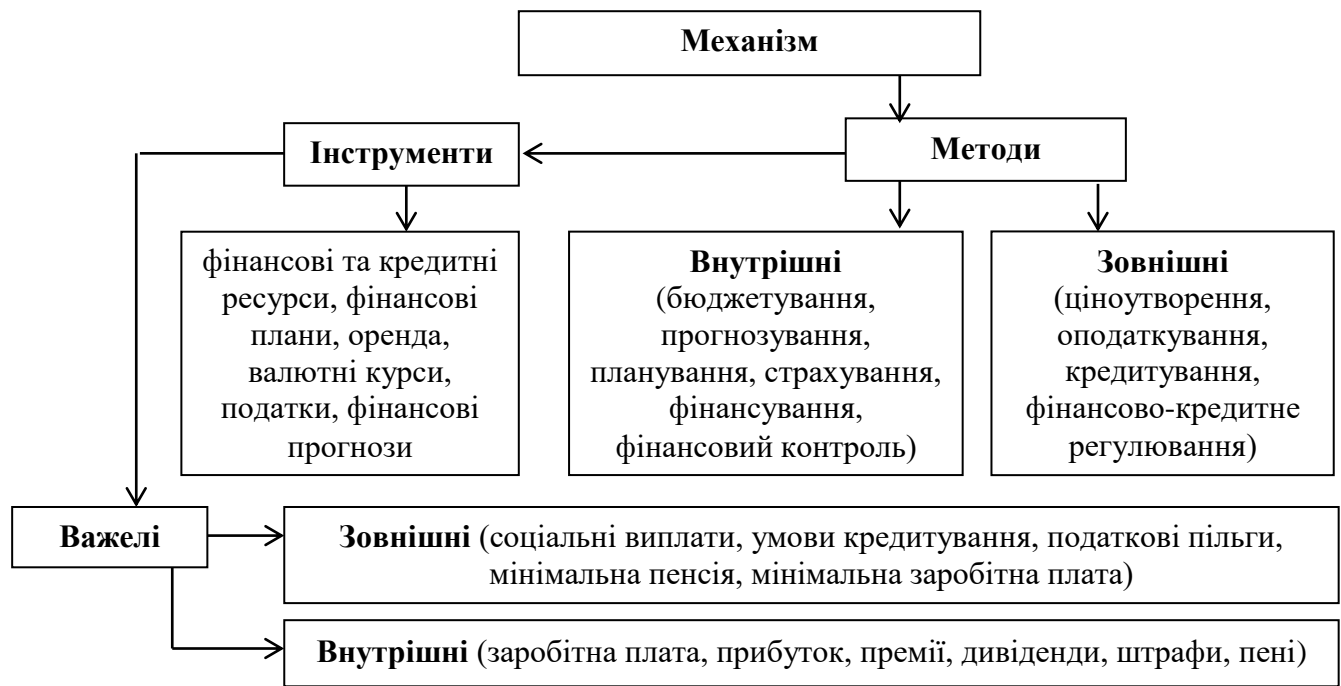 Механізм
Інструменти
Методи
фінансові та кредитні
ресурси, фінансові
плани, оренда,
валютні курси,
податки, фінансові
прогнози
Внутрішні
(бюджетування,
прогнозування,
планування, страхування,
фінансування,
фінансовий контроль)
Зовнішні
(ціноутворення,
оподаткування,
кредитування,
фінансово-кредитне
регулювання)
Важелі
Зовнішні (соціальні виплати, умови кредитування, податкові пільги,
мінімальна пенсія, мінімальна заробітна плата)
Внутрішні (заробітна плата, прибуток, премії, дивіденди, штрафи, пені)